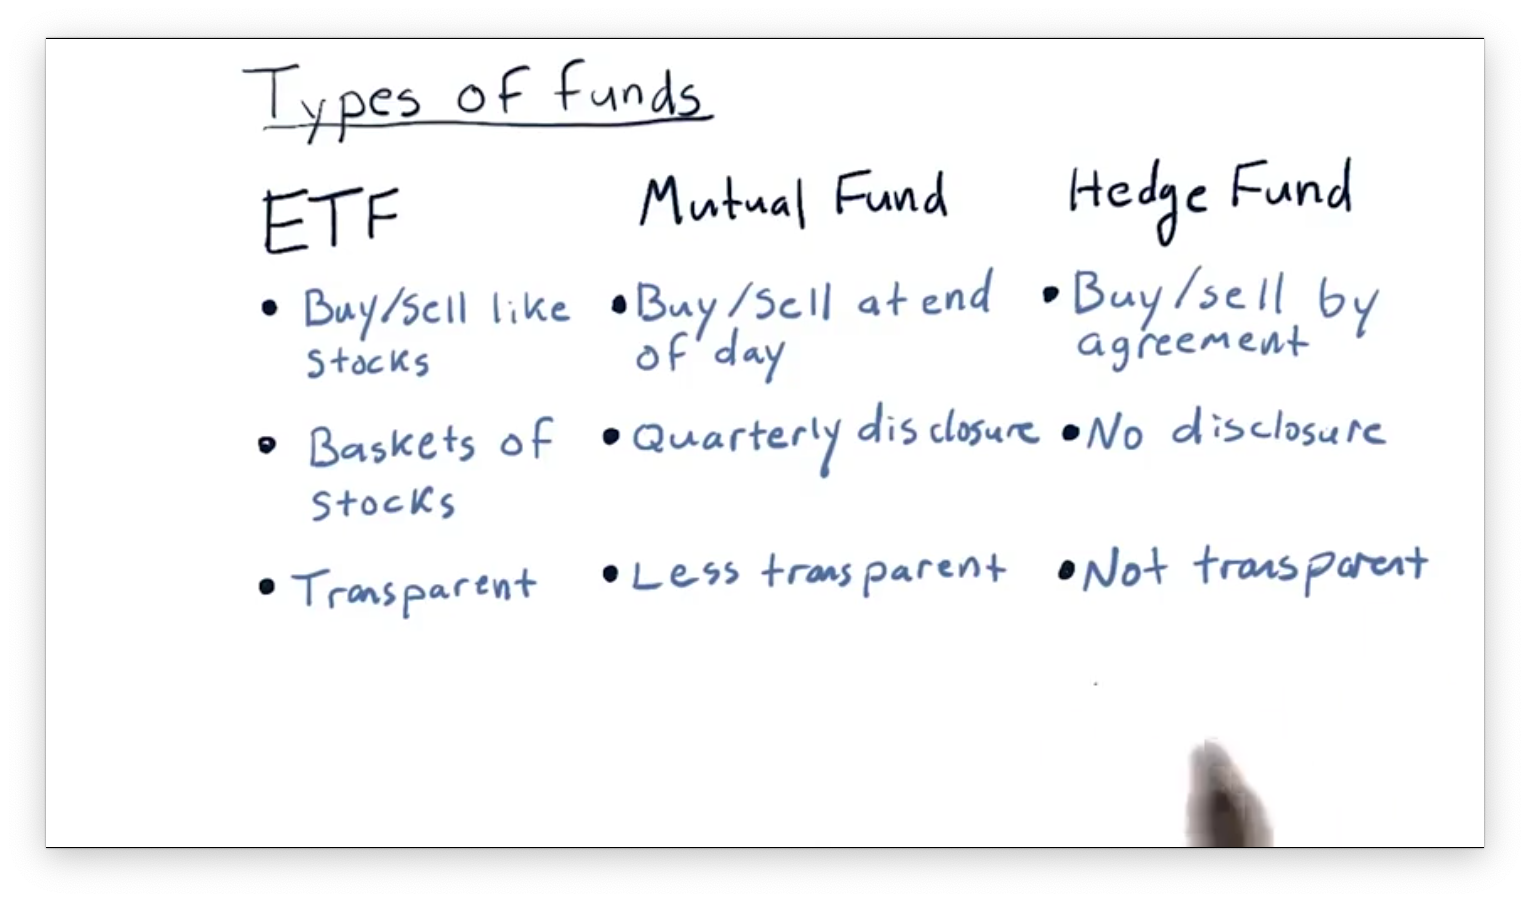 Types of funds
ETF
Buy/sell like
stocks
Baskets of
stocks
Transparent
Mutual Fund
Buy/sell at end
of day
Quarterly disclosure
Less transparent
Hedge Fund
Buy/sell by
agreement
No disclosure
Not transparent